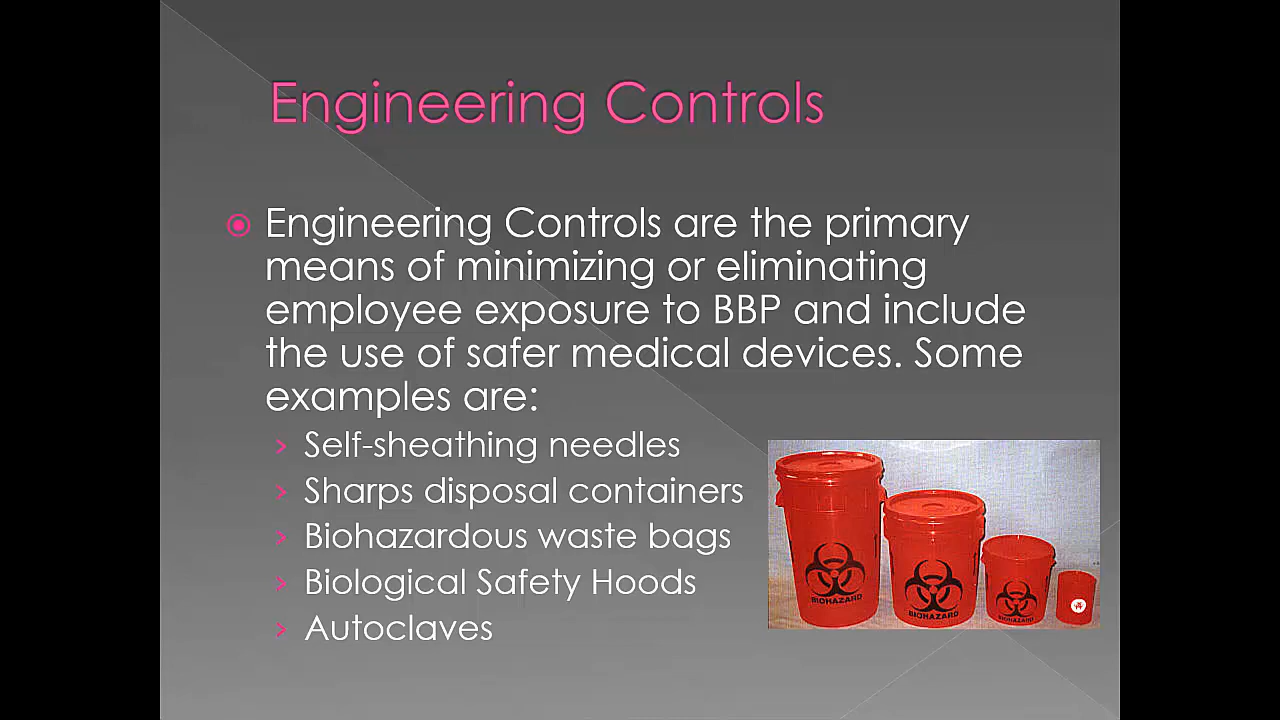 Engineering Controls
Engineering Controls are the primary
means of minimizing or eliminating
employee exposure to BBP and include
the use of safer medical devices. Some
examples are:
Self-sheathing needles
Sharps disposal containers
Biohazardous waste bags
Biological Safety Hoods
Autoclaves
BIOHAZARD
BIOHAZARD
BIOHAZARD